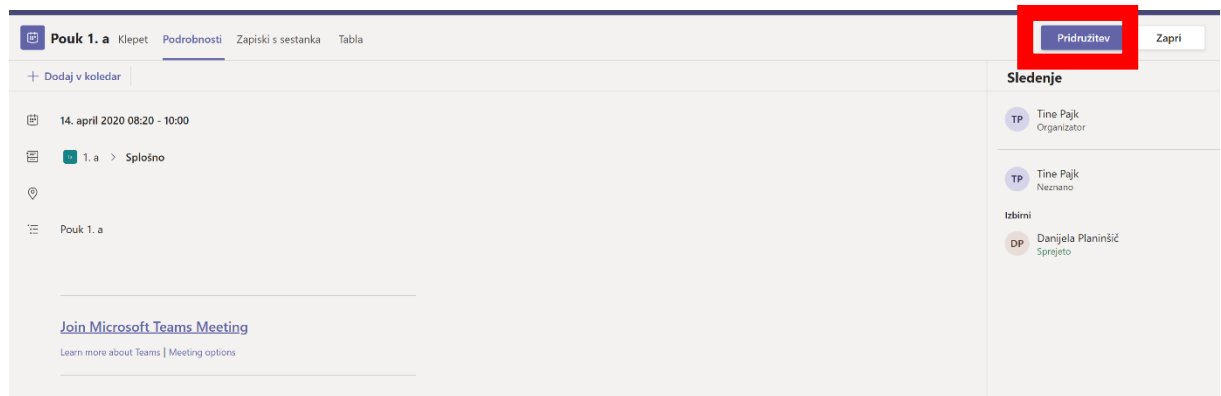 Pouk 1. a Klepet Podrobnosti Zapiski s sestanka Tabla Pridružitev Zapri
+ Dodaj v koledar
Sledenje
14. april 2020 08:20 - 10:00
TP Tine Pajk
Organizator
1. a > Splošno
TP Tine Pajk
Neznano
Izbirni
Pouk 1. a
DP Danijela Planinšič
Sprejeto
Join Microsoft Teams Meeting
Learn more about Teams | Meeting options